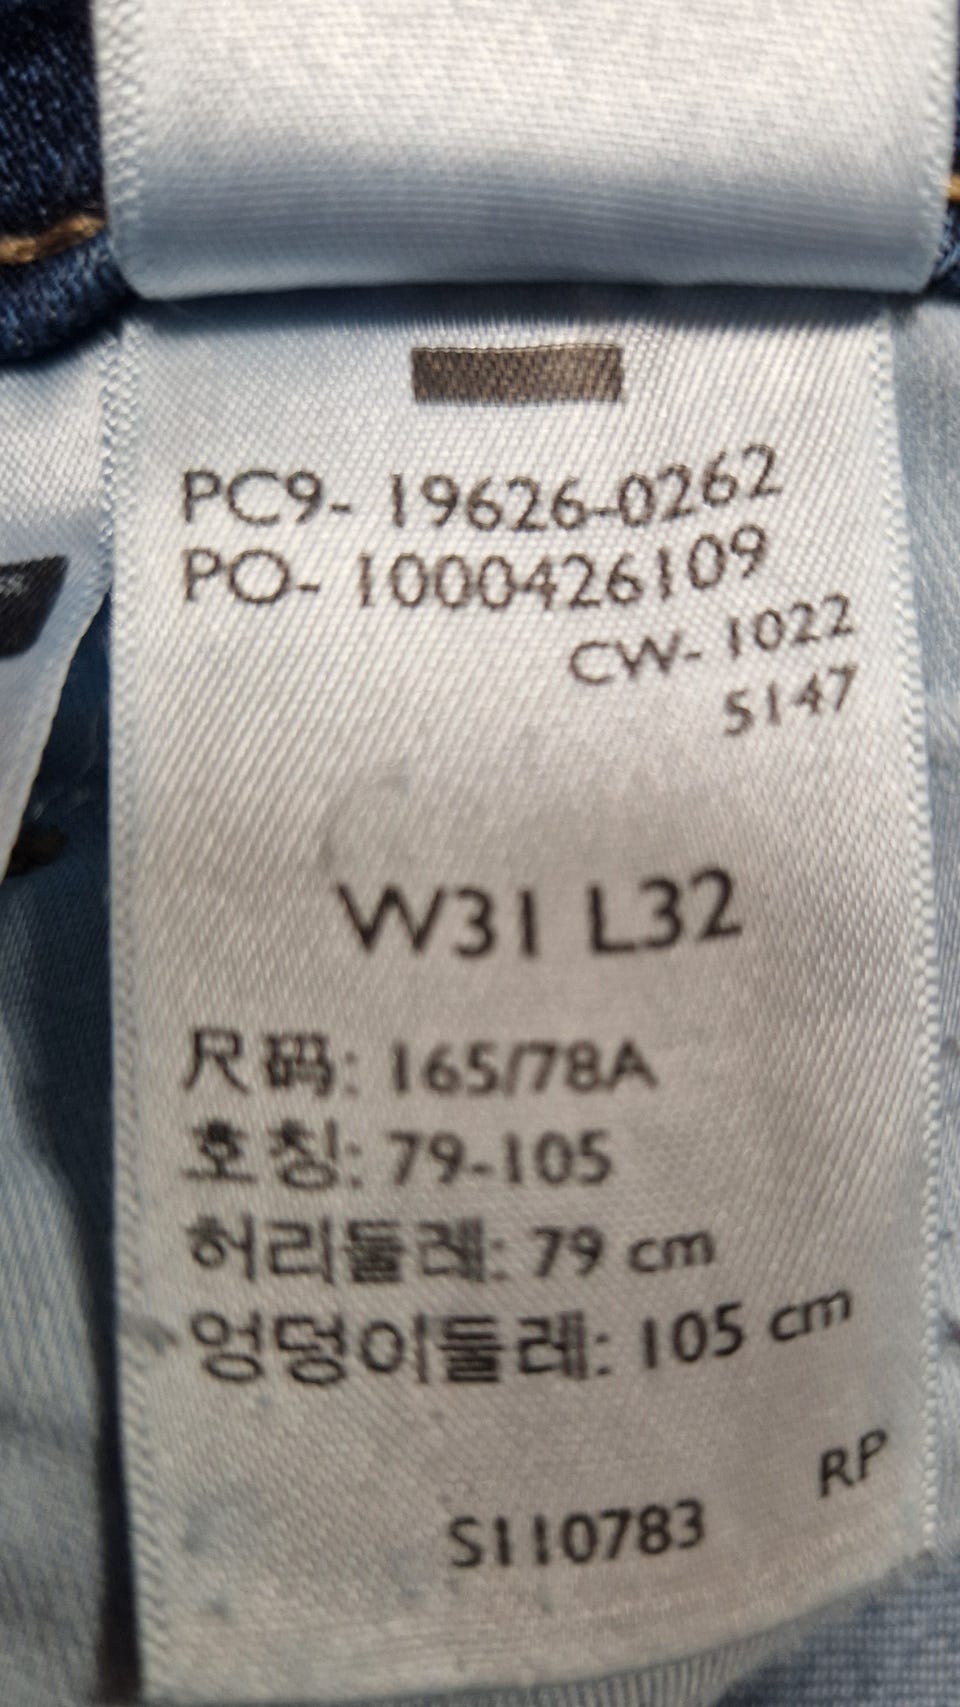 PC9- 19626-0262
PO- 1000426109
CW- 1022
S147
W31 L32
尺码: 165/78A
호칭: 79-105
허리둘레: 79 cm
엉덩이둘레: 105 cm
RP
S110783